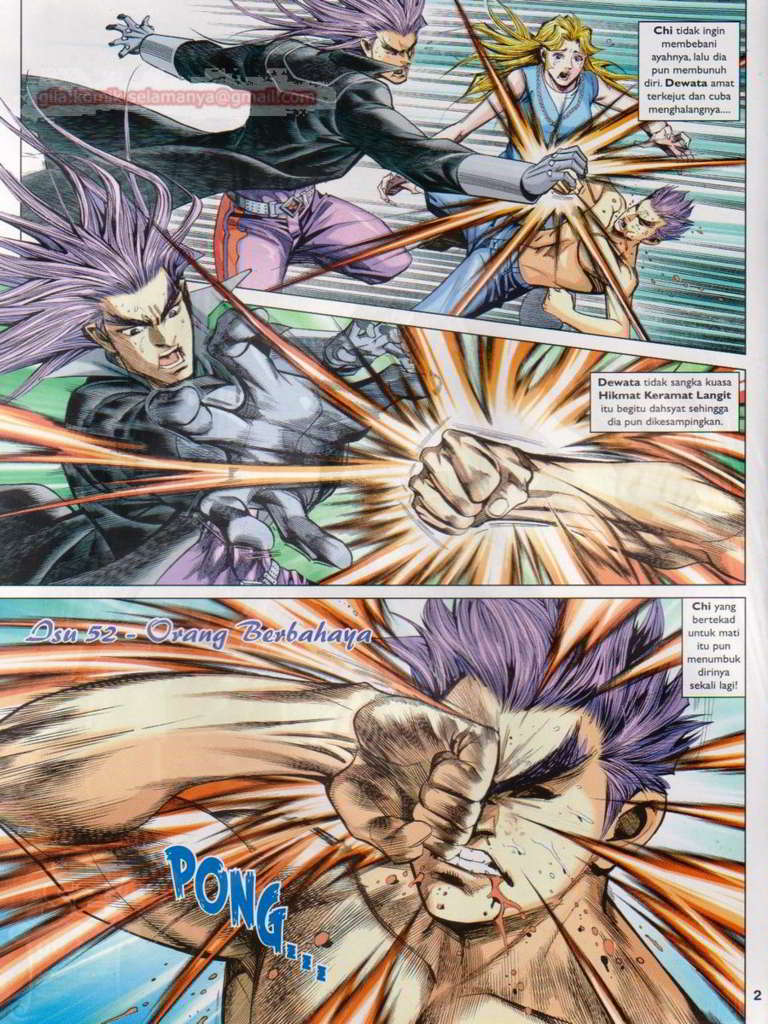 Chi tidak ingin
membebani
ayahnya, lalu dia
pun membunuh
diri. Dewata amat
terkejut dan cuba
menghalangnya....
gila.komik.selamanya@gmail.com
Dewata tidak sangka kuasa
Hikmat Keramat Langit
itu begitu dahsyat sehingga
dia pun dikesampingkan.
Isu 52 - Orang Berbahaya
Chi yang
bertekad
untuk mati
itu pun
menumbuk
dirinya
sekali lagi!
PONG...
2